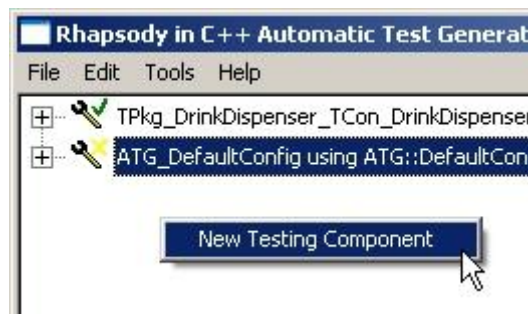 Rhapsody in C++ Automatic Test Generat
File Edit Tools Help
TPkg_DrinkDispenser_TCon_DrinkDispenser
ATG_DefaultConfig using ATG::DefaultCon
New Testing Component